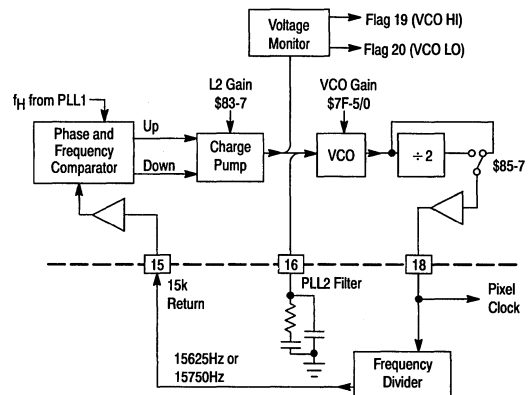 Voltage
Monitor
Flag 19 (VCO HI)
Flag 20 (VCO LO)
L2 Gain
$83-7
VCO Gain
$7F-5/0
fH from PLL1
Phase and
Frequency
Comparator
Up
Down
Charge
Pump
VCO
÷2
$85-7
15
16
18
15k
Return
PLL2 Filter
Pixel
Clock
15625Hz or
15750Hz
Frequency
Divider